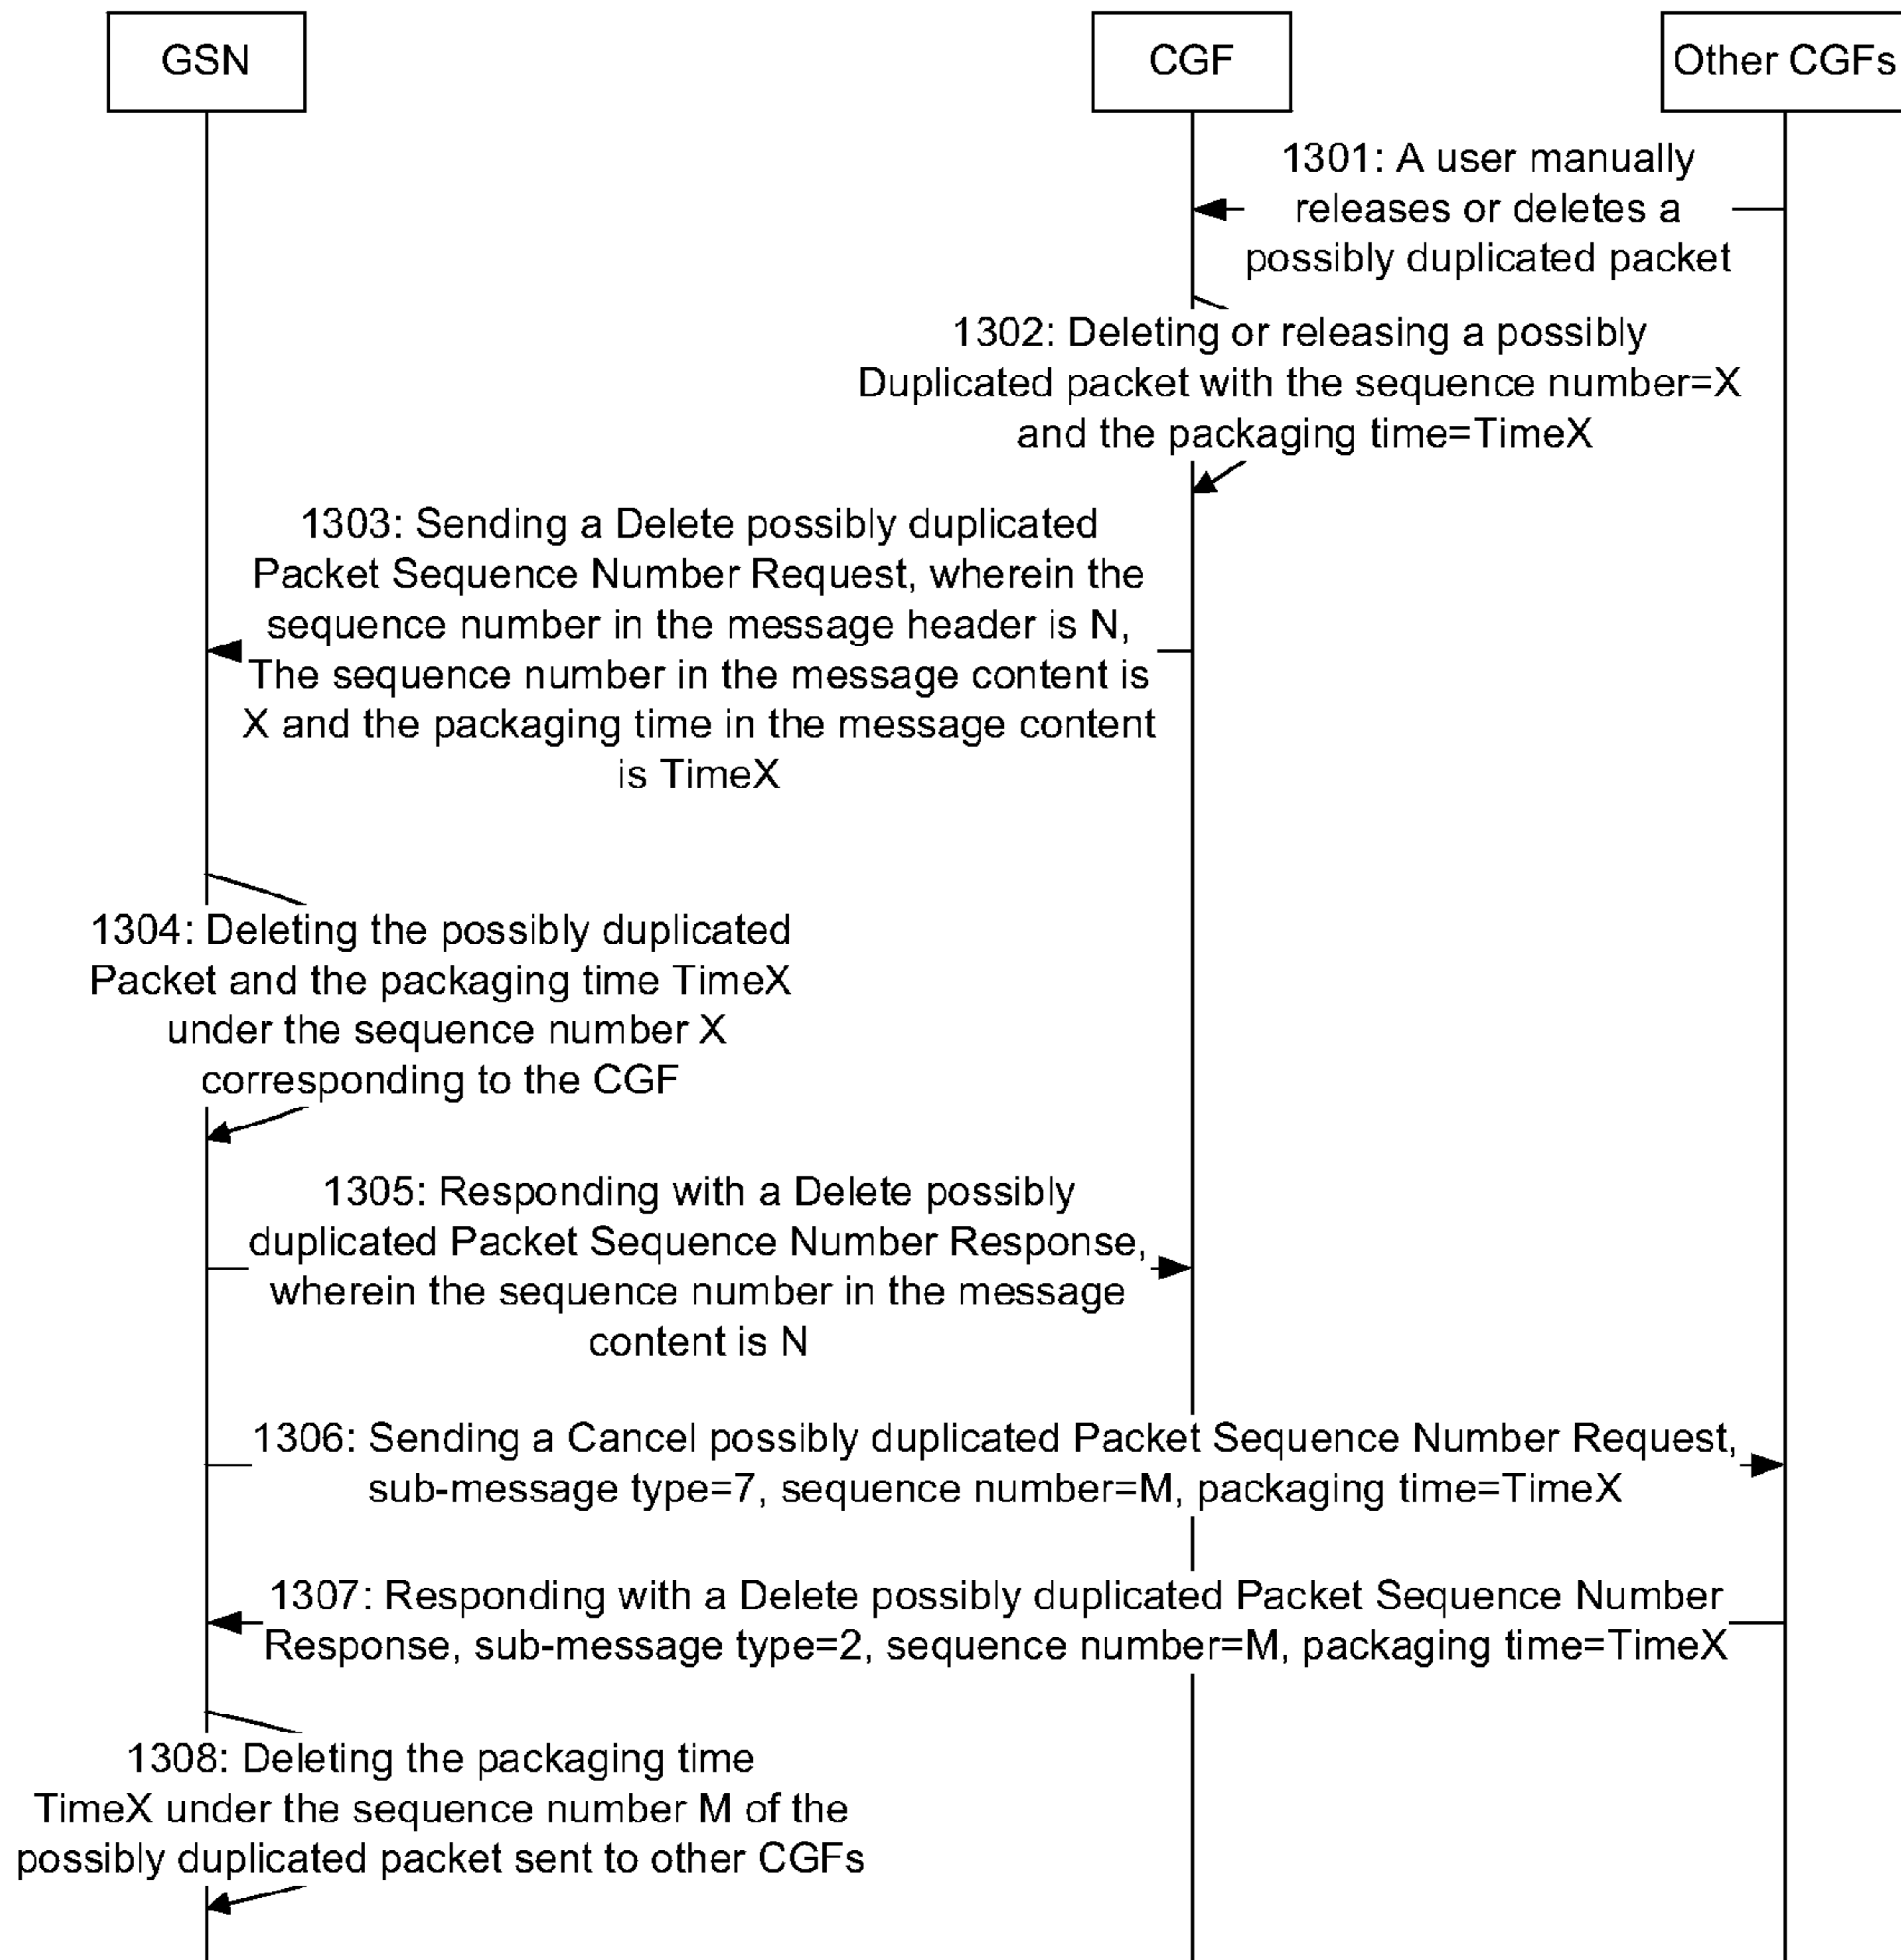 GSN
CGF
Other CGFs
1301: A user manually
releases or deletes a
possibly duplicated packet
1302: Deleting or releasing a possibly
Duplicated packet with the sequence number=X
and the packaging time=TimeX
1303: Sending a Delete possibly duplicated
Packet Sequence Number Request, wherein the
sequence number in the message header is N,
The sequence number in the message content is
X and the packaging time in the message content
is TimeX
1304: Deleting the possibly duplicated
Packet and the packaging time TimeX
under the sequence number X
corresponding to the CGF
1305: Responding with a Delete possibly
duplicated Packet Sequence Number Response,
wherein the sequence number in the message
content is N
1306: Sending a Cancel possibly duplicated Packet Sequence Number Request,
sub-message type=7, sequence number=M, packaging time=TimeX
1307: Responding with a Delete possibly duplicated Packet Sequence Number
Response, sub-message type=2, sequence number=M, packaging time=TimeX
1308: Deleting the packaging time
TimeX under the sequence number M of the
possibly duplicated packet sent to other CGFs